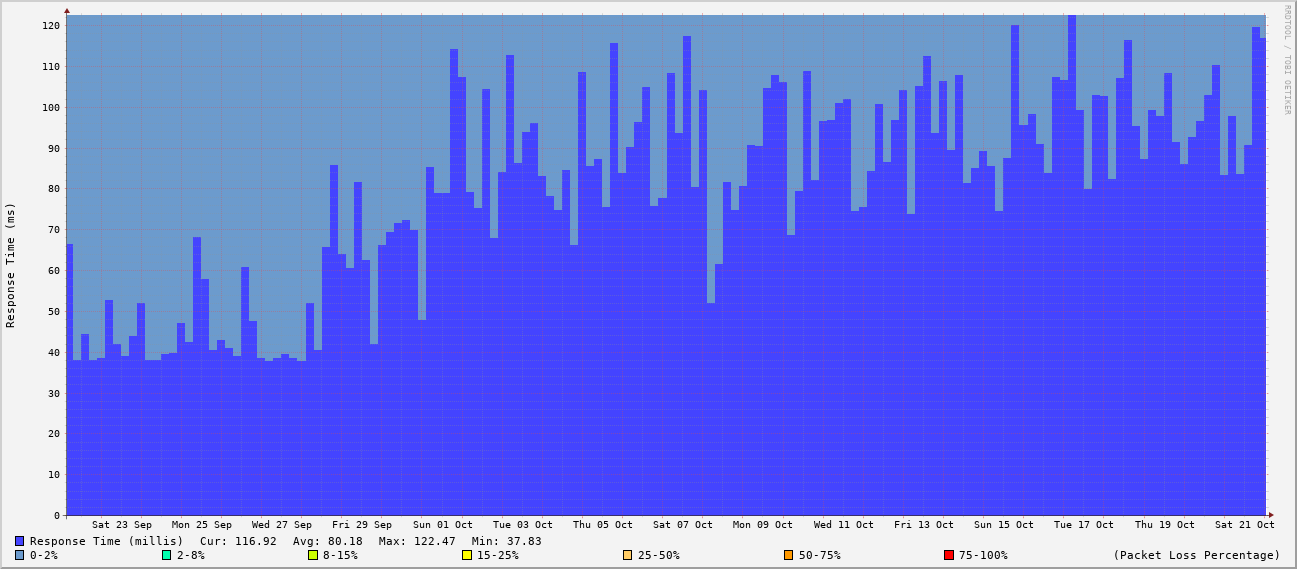 RRDTOOL / TOBI OETIKER
Response Time (ms)
120
110
100
90
80
70
60
50
40
30
20
10
0
Sat 23 Sep Mon 25 Sep Wed 27 Sep Fri 29 Sep Sun 01 Oct Tue 03 Oct Thu 05 Oct Sat 07 Oct Mon 09 Oct Wed 11 Oct Fri 13 Oct Sun 15 Oct Tue 17 Oct Thu 19 Oct Sat 21 Oct
Response Time (millis) Cur: 116.92 Avg: 80.18 Max: 122.47 Min: 37.83
0-2% 2-8% 8-15% 15-25% 25-50% 50-75% 75-100% (Packet Loss Percentage)